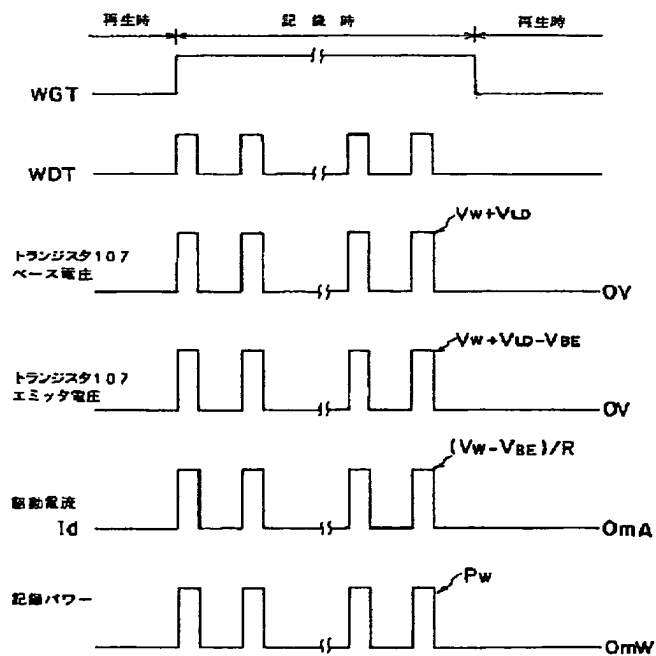 再生時 記録時 再生時
WGT
WDT
VW+VLD
トランジスタ107
ベース電圧
0V
VW+VLD-VBE
トランジスタ107
エミッタ電圧
0V
(VW-VBE)/R
駆動電流
Id
0mA
PW
記録パワー
0mW